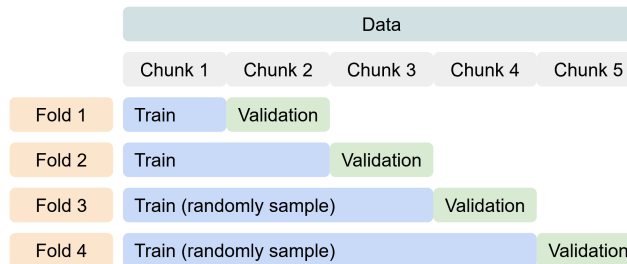 Data
Chunk 1 Chunk 2 Chunk 3 Chunk 4 Chunk 5
Fold 1 Train Validation
Fold 2 Train Validation
Fold 3 Train (randomly sample) Validation
Fold 4 Train (randomly sample) Validation